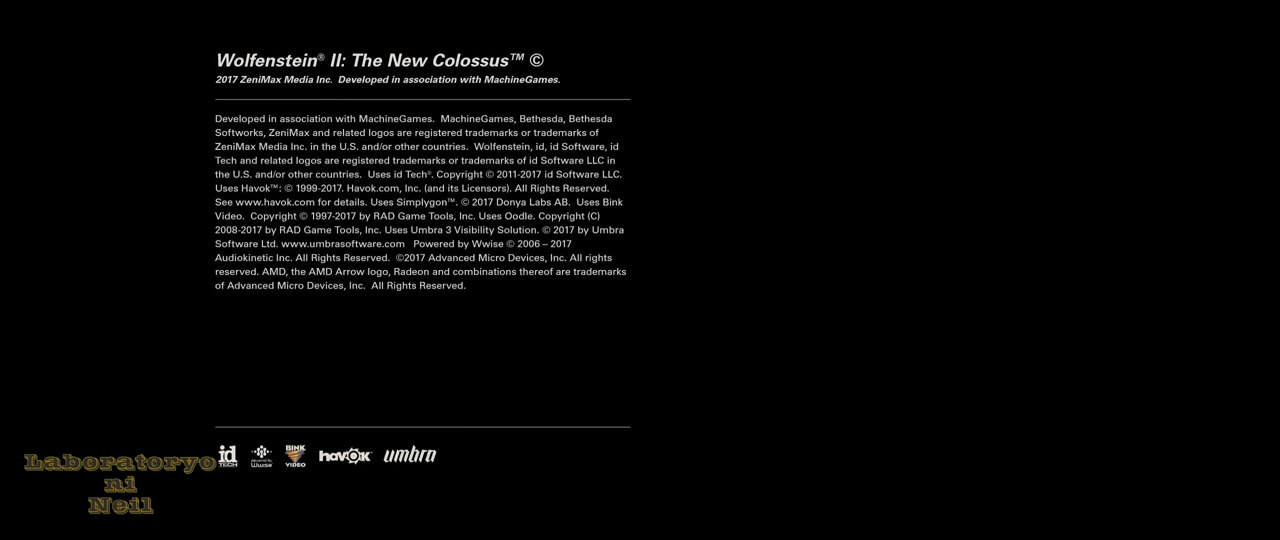 Wolfenstein® II: The New Colossus™ ©
2017 ZeniMax Media Inc.  Developed in association with MachineGames.
Developed in association with MachineGames.  MachineGames, Bethesda, Bethesda
Softworks, ZeniMax and related logos are registered trademarks or trademarks of
ZeniMax Media Inc. in the U.S. and/or other countries.  Wolfenstein, id, id Software, id
Tech and related logos are registered trademarks or trademarks of id Software LLC in
the U.S. and/or other countries.  Uses id Tech®. Copyright © 2011-2017 id Software LLC.
Uses Havok™: © 1999-2017. Havok.com, Inc. (and its Licensors). All Rights Reserved.
See www.havok.com for details. Uses Simplygon™. © 2017 Donya Labs AB.  Uses Bink
Video.  Copyright © 1997-2017 by RAD Game Tools, Inc. Uses Oodle. Copyright (C)
2008-2017 by RAD Game Tools, Inc. Uses Umbra 3 Visibility Solution. © 2017 by Umbra
Software Ltd. www.umbrasoftware.com   Powered by Wwise © 2006 – 2017
Audiokinetic Inc. All Rights Reserved.  ©2017 Advanced Micro Devices, Inc. All rights
reserved. AMD, the AMD Arrow logo, Radeon and combinations thereof are trademarks
of Advanced Micro Devices, Inc.  All Rights Reserved.
id TECH
powered by Wwise
BINK VIDEO
havok
umbra
Laboratoryo
ni
Neil